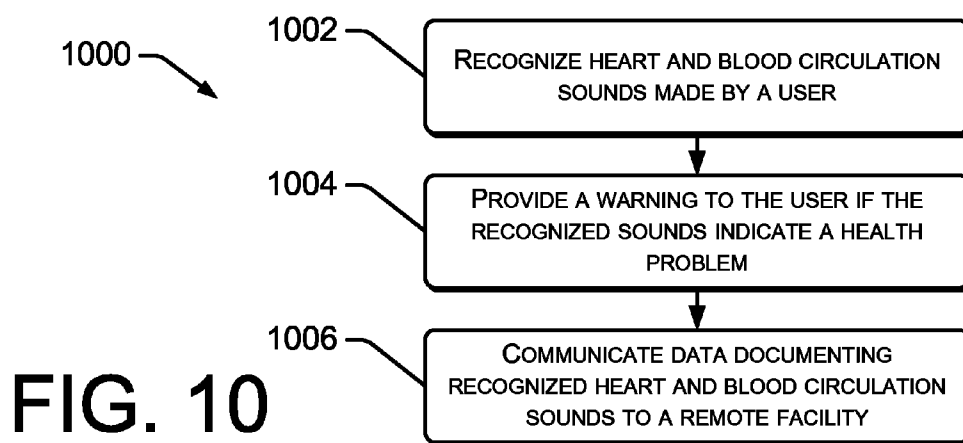 1000
1002
RECOGNIZE HEART AND BLOOD CIRCULATION
SOUNDS MADE BY A USER
1004
PROVIDE A WARNING TO THE USER IF THE
RECOGNIZED SOUNDS INDICATE A HEALTH
PROBLEM
1006
COMMUNICATE DATA DOCUMENTING
RECOGNIZED HEART AND BLOOD CIRCULATION
SOUNDS TO A REMOTE FACILITY
FIG. 10